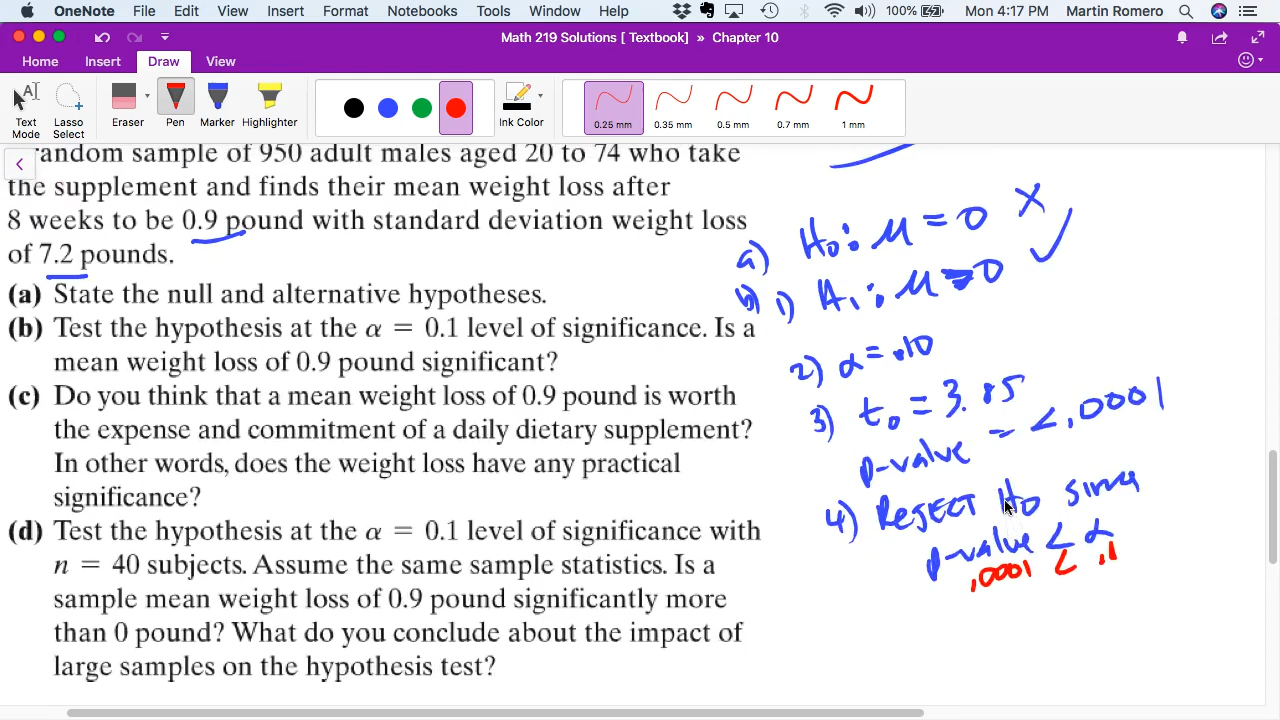 OneNote File Edit View Insert Format Notebooks Tools Window Help 100% Mon 4:17 PM Martin Romero
Math 219 Solutions [ Textbook] » Chapter 10
Home Insert Draw View
Text Mode Lasso Select Eraser Pen Marker Highlighter Ink Color 0.25 mm 0.35 mm 0.5 mm 0.7 mm 1 mm
random sample of 950 adult males aged 20 to 74 who take
the supplement and finds their mean weight loss after
8 weeks to be 0.9 pound with standard deviation weight loss
of 7.2 pounds.
(a) State the null and alternative hypotheses.
(b) Test the hypothesis at the α = 0.1 level of significance. Is a
mean weight loss of 0.9 pound significant?
(c) Do you think that a mean weight loss of 0.9 pound is worth
the expense and commitment of a daily dietary supplement?
In other words, does the weight loss have any practical
significance?
(d) Test the hypothesis at the α = 0.1 level of significance with
n = 40 subjects. Assume the same sample statistics. Is a
sample mean weight loss of 0.9 pound significantly more
than 0 pound? What do you conclude about the impact of
large samples on the hypothesis test?
a) H₀: μ = 0 X
b) 1) H₁: μ > 0 ✓
2) α = .10
3) t₀ = 3.85
p-value = <.0001
4) REJECT H₀ since
p-value < α
.0001 < .1